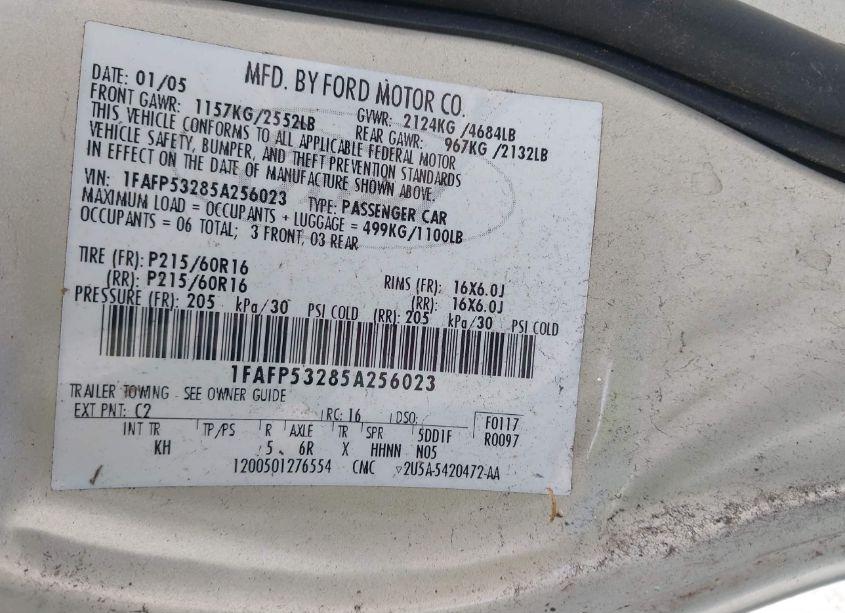 MFD. BY FORD MOTOR CO.
DATE: 01/05 GVWR: 2124KG /4684LB
FRONT GAWR: 1157KG/2552LB REAR GAWR: 967KG /2132LB
THIS VEHICLE CONFORMS TO ALL APPLICABLE FEDERAL MOTOR
VEHICLE SAFETY, BUMPER, AND THEFT PREVENTION STANDARDS
IN EFFECT ON THE DATE OF MANUFACTURE SHOWN ABOVE.
VIN: 1FAFP53285A256023 TYPE: PASSENGER CAR
MAXIMUM LOAD = OCCUPANTS + LUGGAGE = 499KG/1100LB
OCCUPANTS = 06 TOTAL; 3 FRONT, 03 REAR
TIRE (FR): P215/60R16 RIMS (FR): 16X6.0J
(RR): P215/60R16 (RR): 16X6.0J
PRESSURE (FR): 205 kPa/30 PSI COLD (RR): 205 kPa/30 PSI COLD
1FAFP53285A256023
TRAILER TOWING - SEE OWNER GUIDE
EXT PNT: C2 RC: 16 DSO: F0117
INT TR TP/PS R AXLE TR SPR 5DD1F R0097
KH 5 6R X HHNN N05
1200501276554 CMC 2U5A-5420472-AA